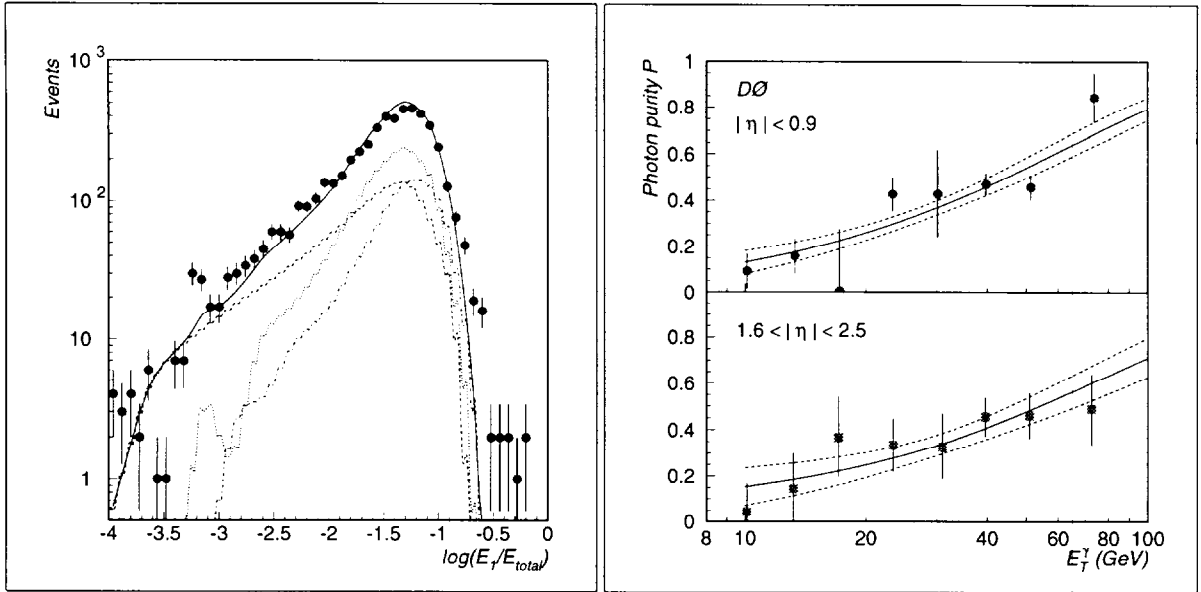 Events
10³
10²
10
1
-4 -3.5 -3 -2.5 -2 -1.5 -1 -0.5 0
log(E₁/E_total)
Photon purity P
1
0.8
0.6
0.4
0.2
0
DØ
|η|<0.9
0.8
0.6
0.4
0.2
0
1.6<|η|<2.5
8 10 20 40 60 80 100
E_T^γ (GeV)